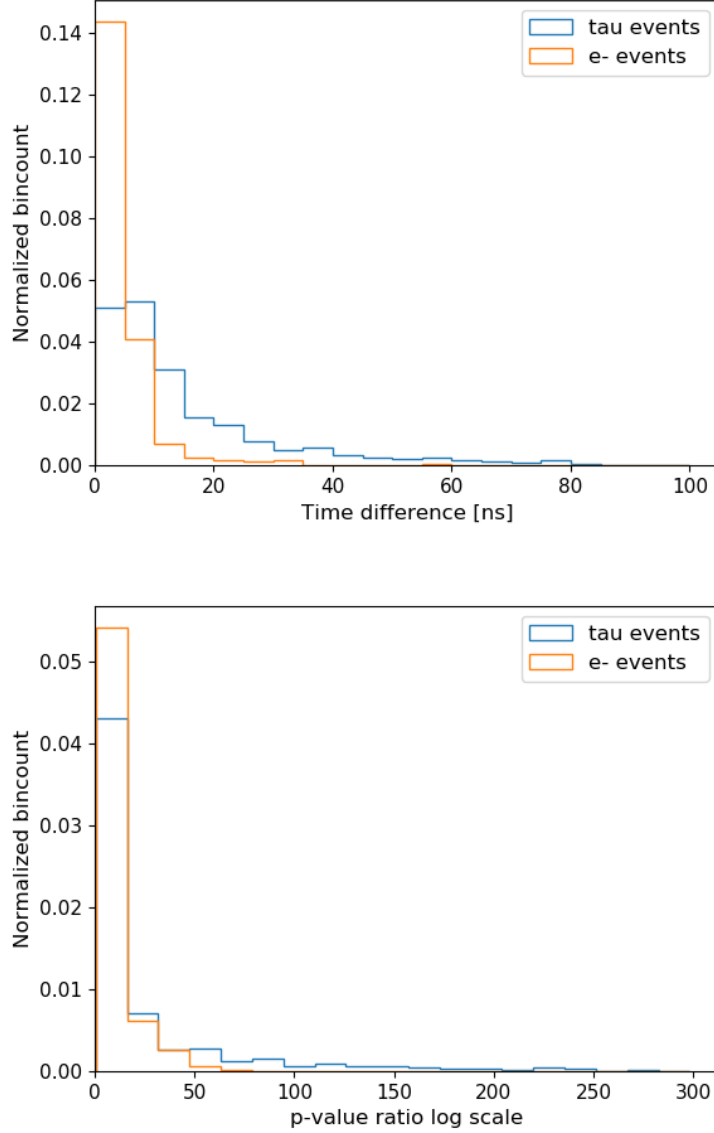 0.14
0.12
0.10
0.08
0.06
0.04
0.02
0.00
Normalized bincount
tau events
e- events
0 20 40 60 80 100
Time difference [ns]
0.05
0.04
0.03
0.02
0.01
0.00
Normalized bincount
tau events
e- events
0 50 100 150 200 250 300
p-value ratio log scale